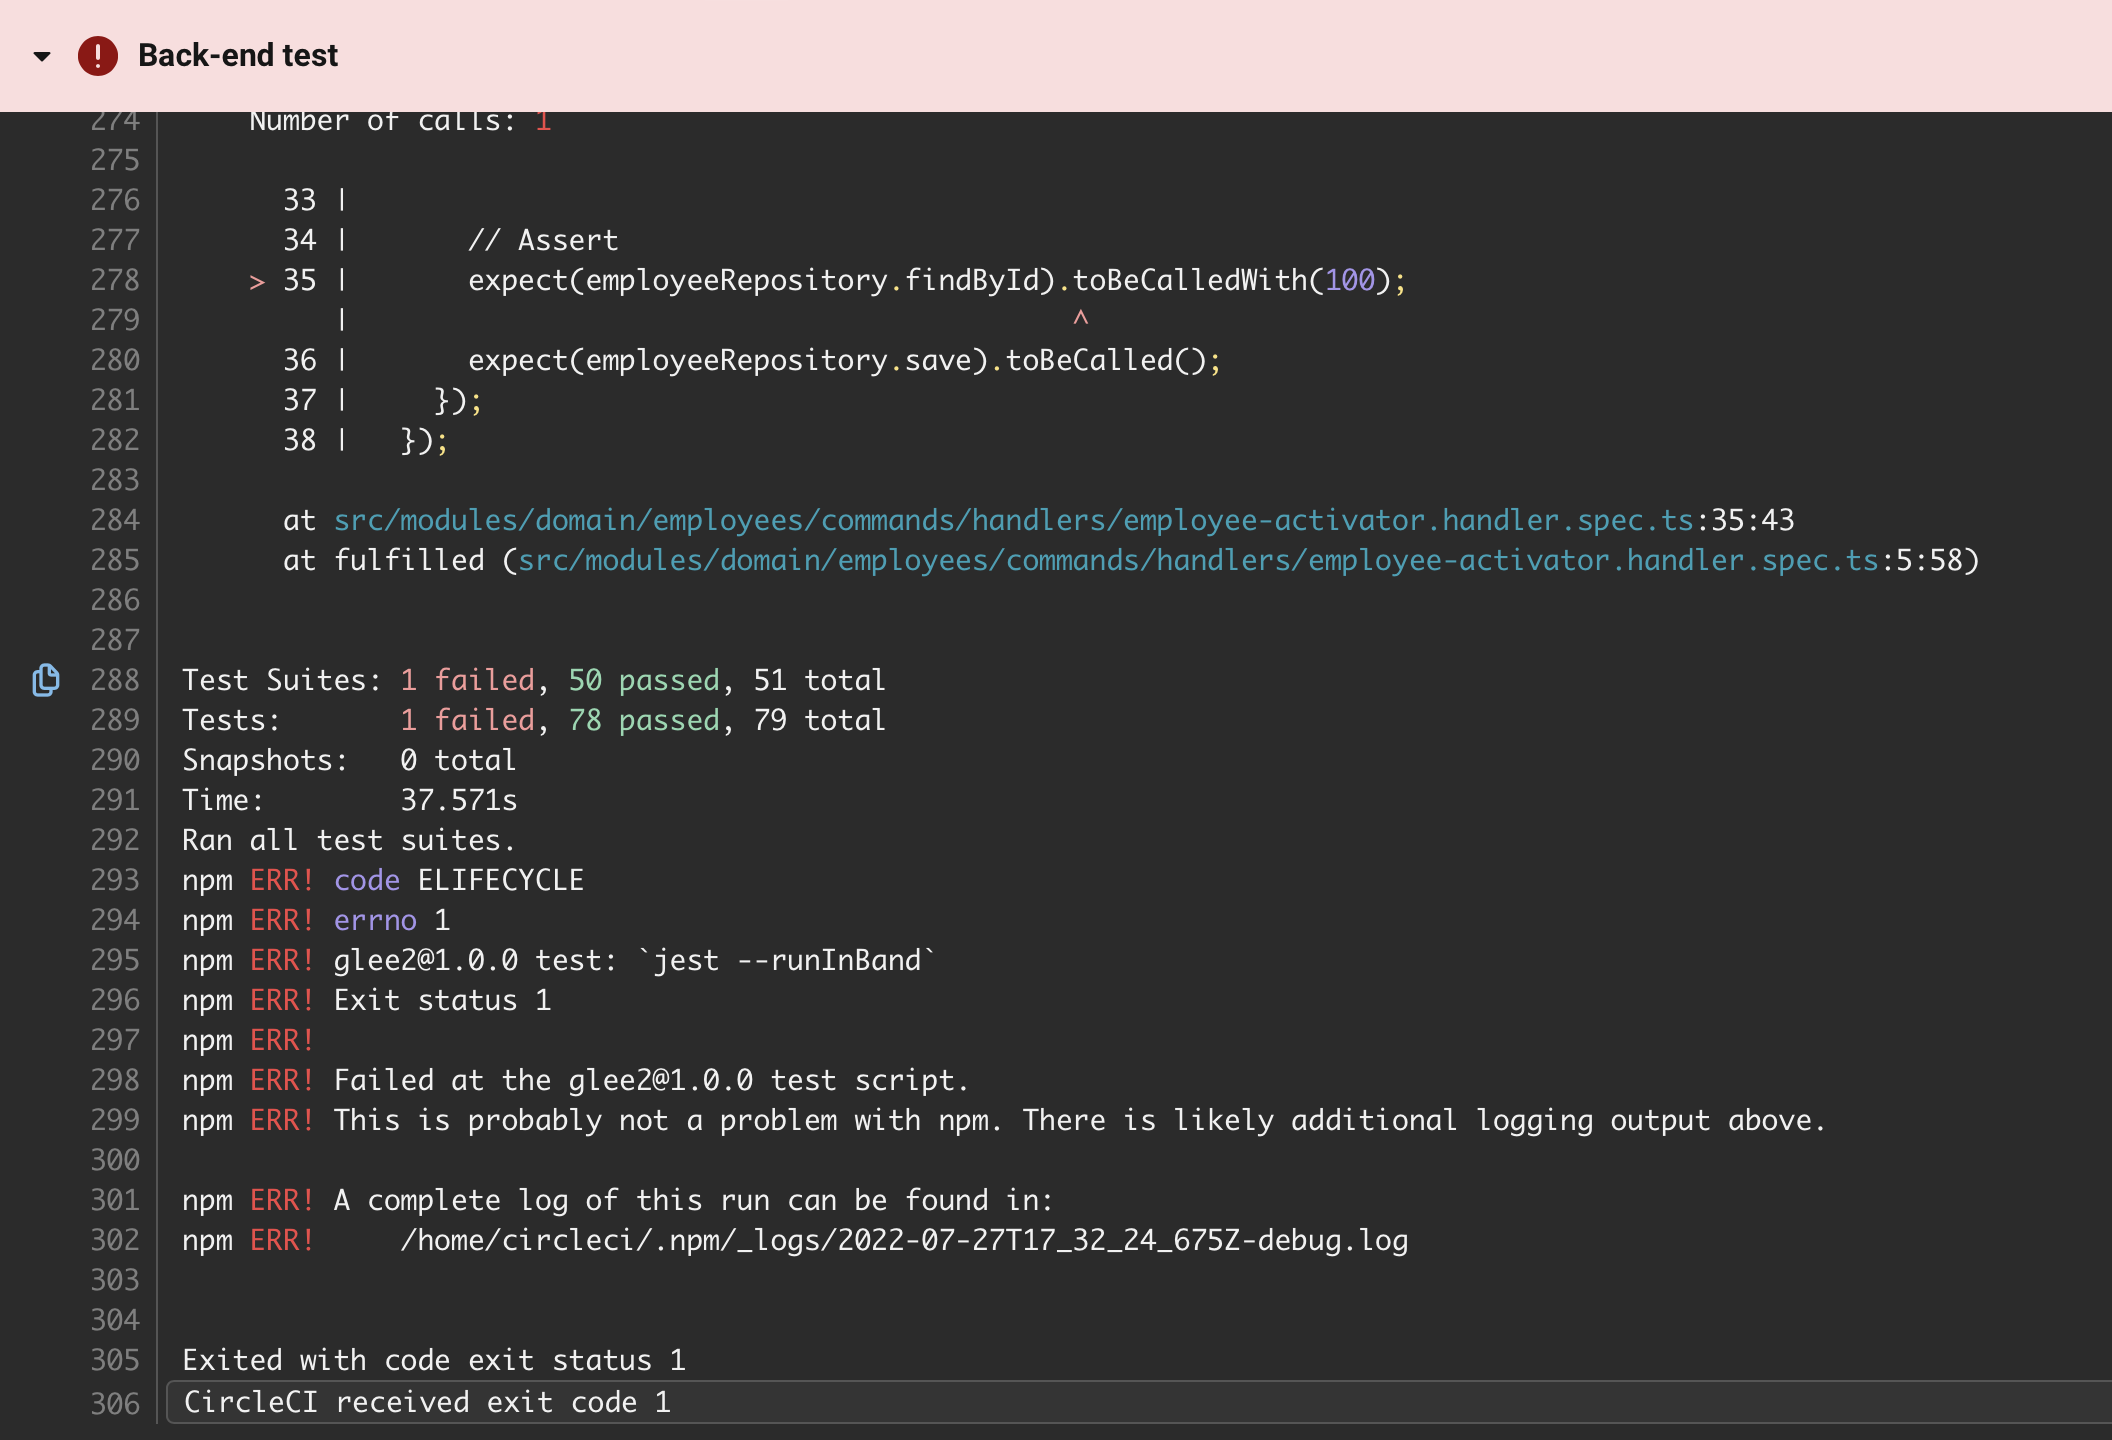 Back-end test
274 Number of calls: 1
275
276 33 |
277 34 | // Assert
278 > 35 | expect(employeeRepository.findById).toBeCalledWith(100);
279 | ^
280 36 | expect(employeeRepository.save).toBeCalled();
281 37 | });
282 38 | });
283
284 at src/modules/domain/employees/commands/handlers/employee-activator.handler.spec.ts:35:43
285 at fulfilled (src/modules/domain/employees/commands/handlers/employee-activator.handler.spec.ts:5:58)
286
287
288 Test Suites: 1 failed, 50 passed, 51 total
289 Tests: 1 failed, 78 passed, 79 total
290 Snapshots: 0 total
291 Time: 37.571s
292 Ran all test suites.
293 npm ERR! code ELIFECYCLE
294 npm ERR! errno 1
295 npm ERR! glee2@1.0.0 test: `jest --runInBand`
296 npm ERR! Exit status 1
297 npm ERR!
298 npm ERR! Failed at the glee2@1.0.0 test script.
299 npm ERR! This is probably not a problem with npm. There is likely additional logging output above.
300
301 npm ERR! A complete log of this run can be found in:
302 npm ERR! /home/circleci/.npm/_logs/2022-07-27T17_32_24_675Z-debug.log
303
304
305 Exited with code exit status 1
306 CircleCI received exit code 1